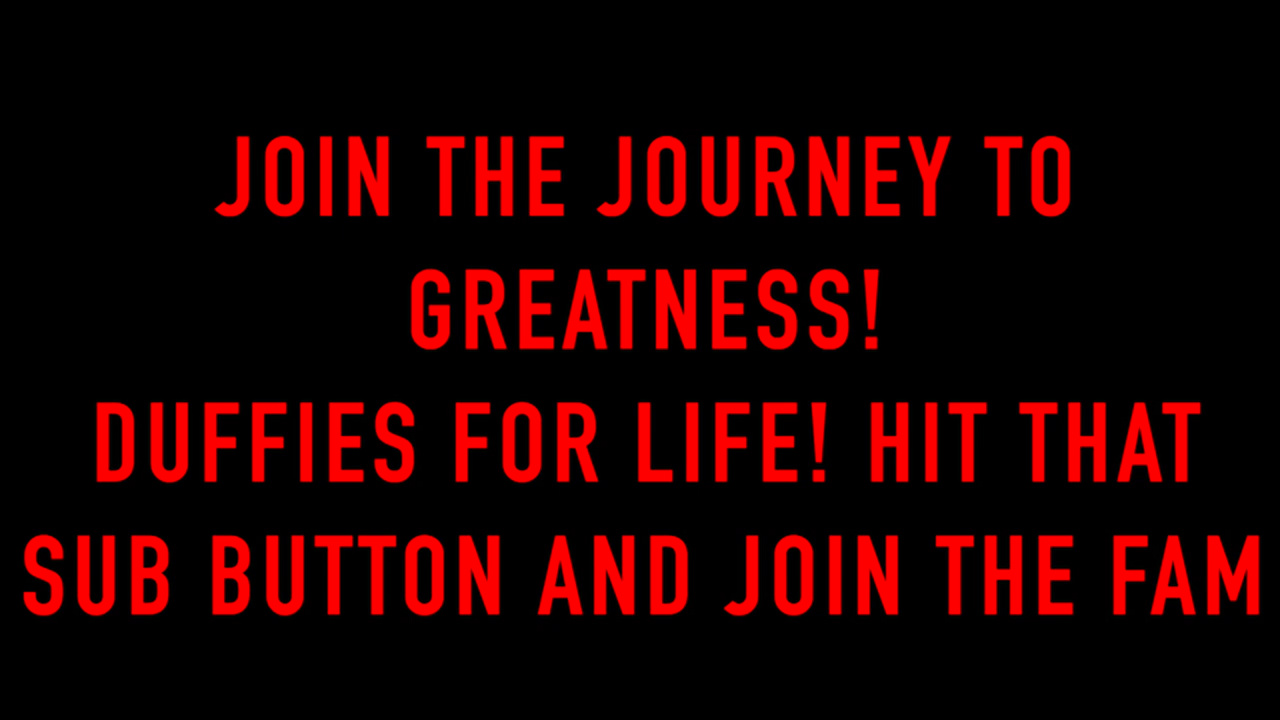 JOIN THE JOURNEY TO
GREATNESS!
DUFFIES FOR LIFE! HIT THAT
SUB BUTTON AND JOIN THE FAM